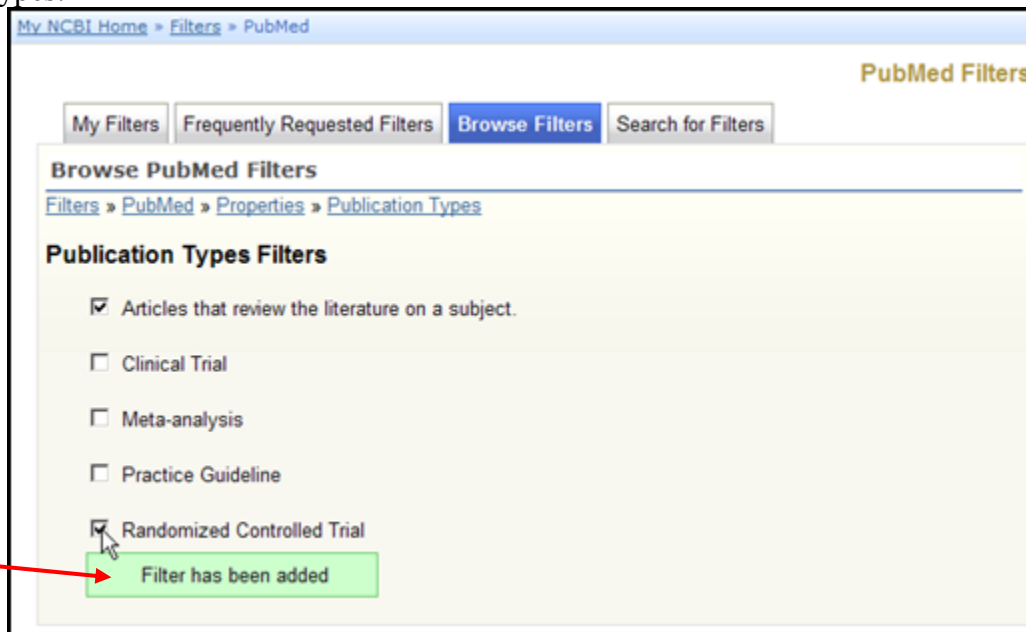 ypes.
My NCBI Home » Filters » PubMed
PubMed Filters
My Filters Frequently Requested Filters Browse Filters Search for Filters
Browse PubMed Filters
Filters » PubMed » Properties » Publication Types
Publication Types Filters
Articles that review the literature on a subject.
Clinical Trial
Meta-analysis
Practice Guideline
Randomized Controlled Trial
Filter has been added